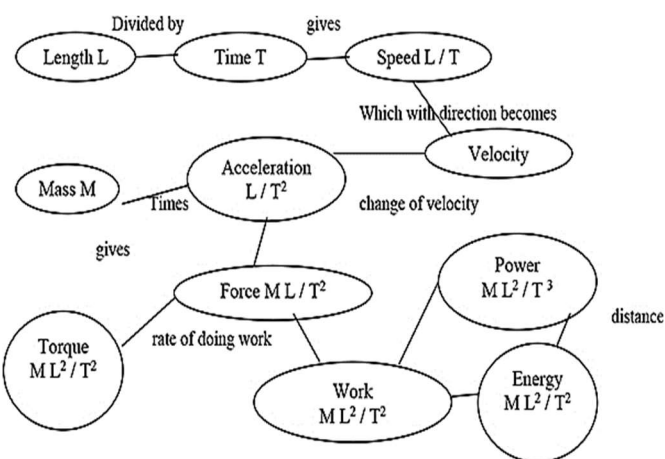 Divided by
gives
Length L
Time T
Speed L / T
Which with direction becomes
Velocity
Acceleration
L / T²
Mass M
Times
change of velocity
gives
Power
M L² / T³
Force M L / T²
distance
rate of doing work
Torque
M L² / T²
Energy
M L² / T²
Work
M L² / T²